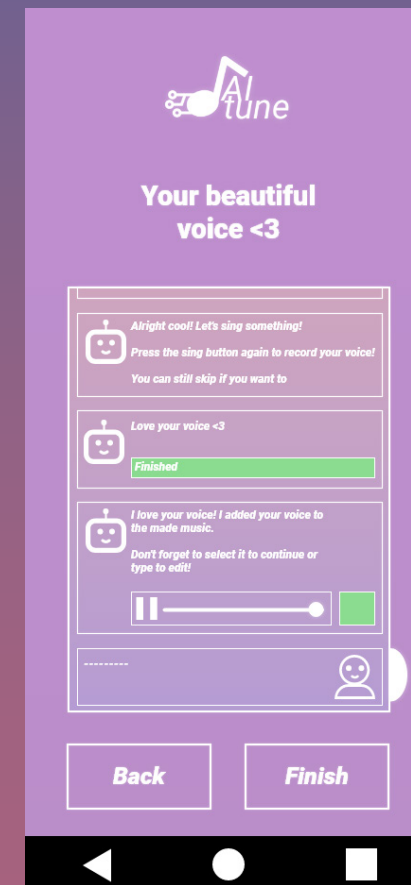 AI
tune
Your beautiful
voice <3
Alright cool! Let's sing something!
Press the sing button again to record your voice!
You can still skip if you want to
Love your voice <3
Finished
I love your voice! I added your voice to
the made music.
Don't forget to select it to continue or
type to edit!
---------
Back
Finish